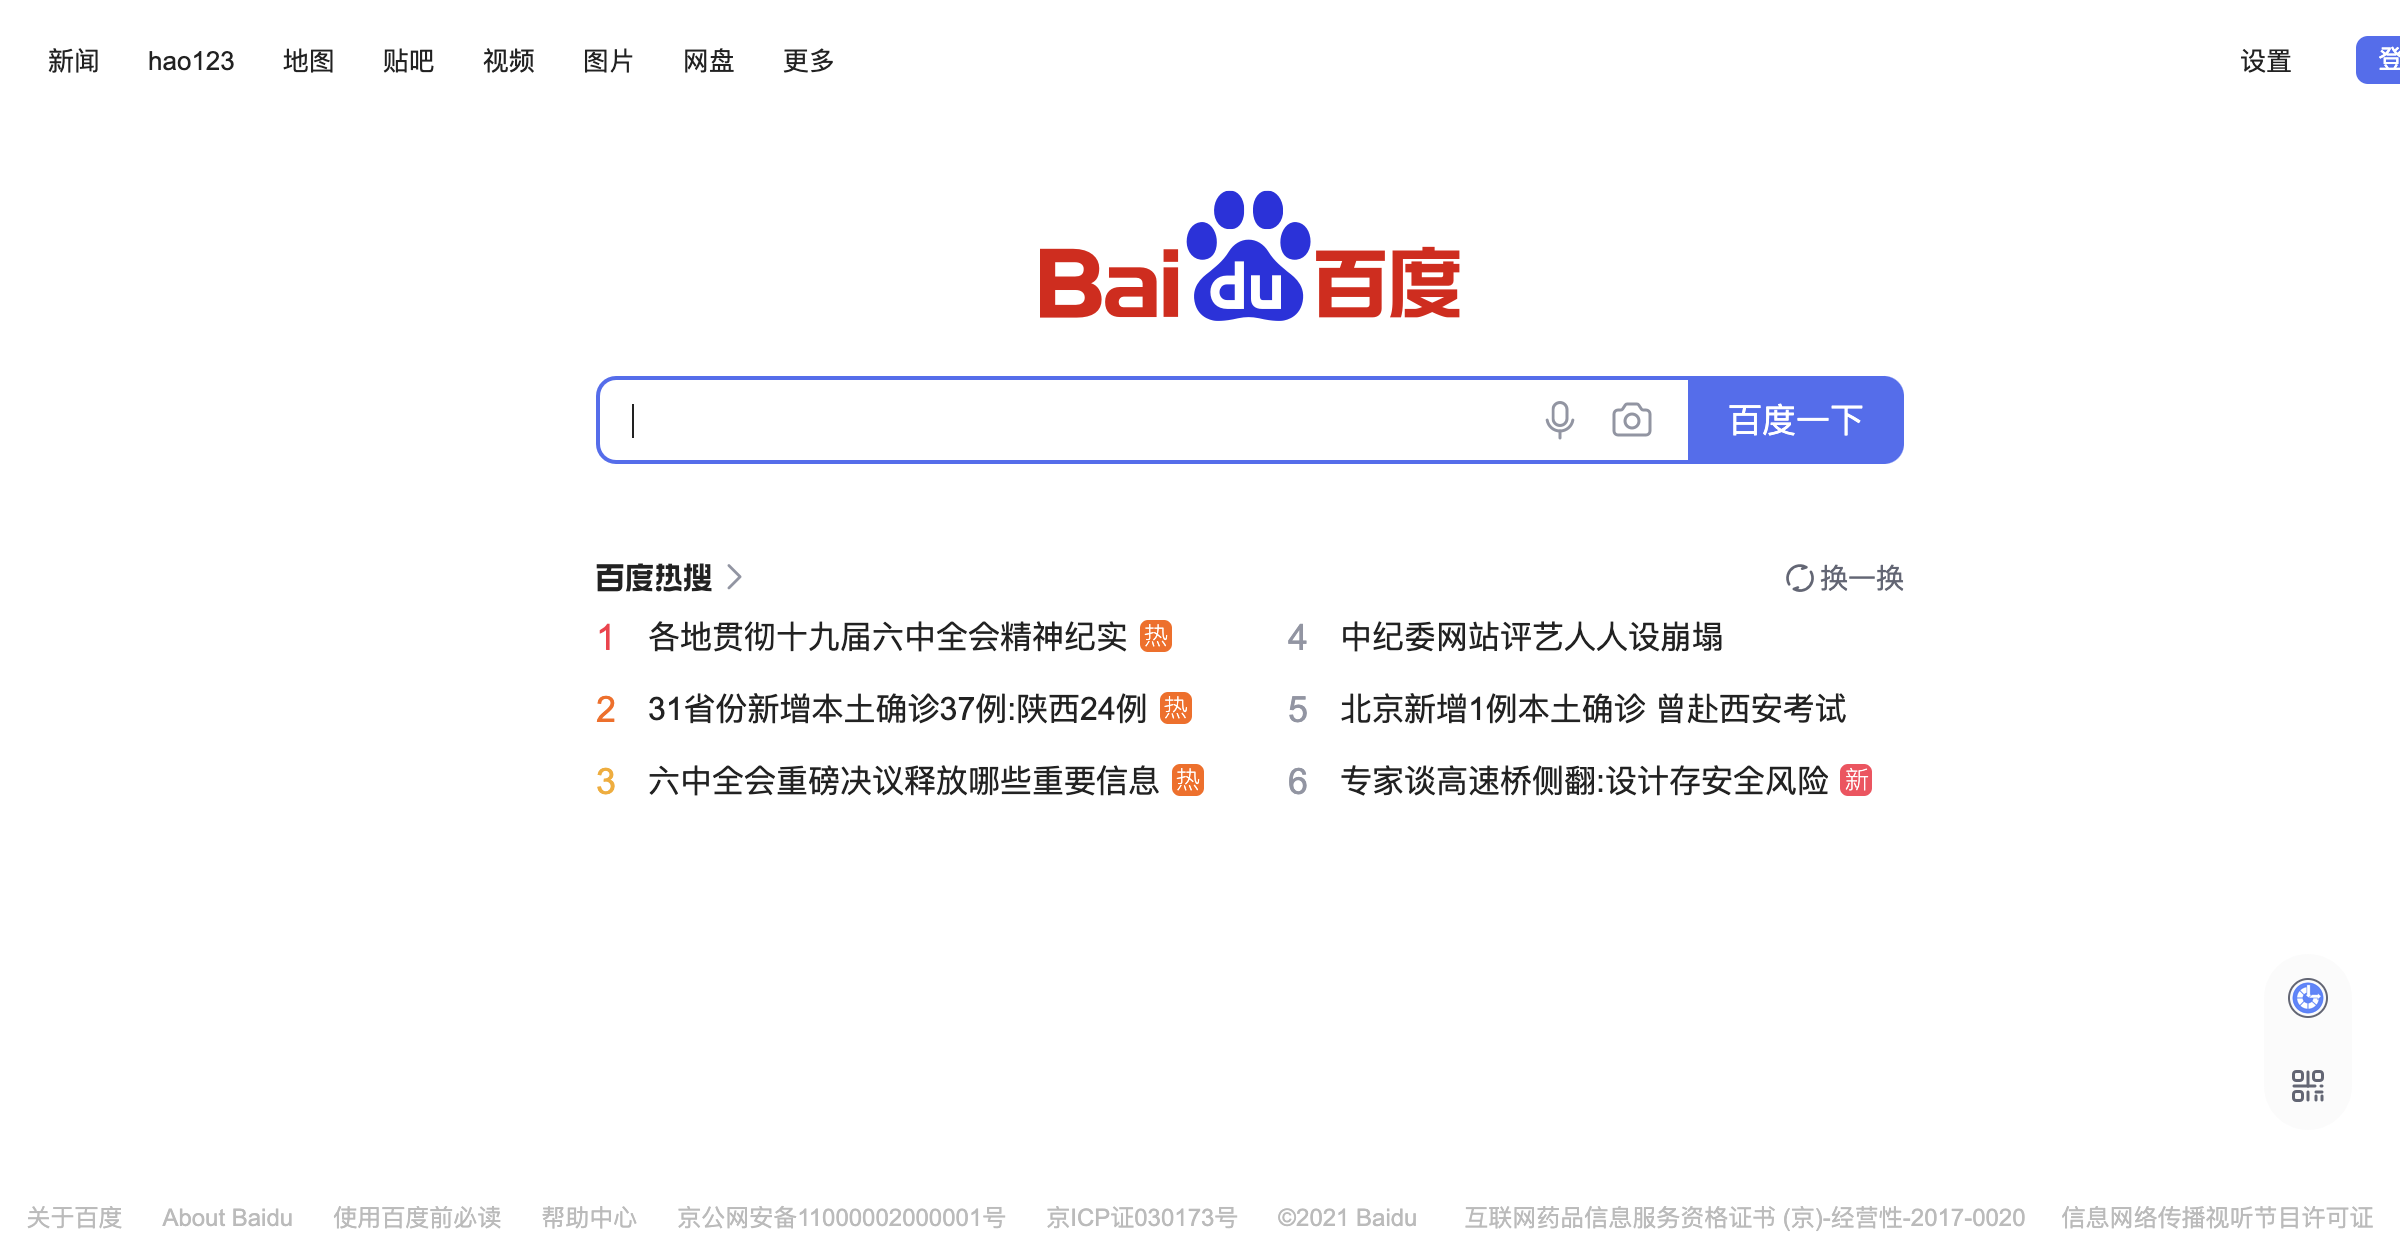 新闻 hao123 地图 贴吧 视频 图片 网盘 更多 设置 登
Bai du 百度
百度一下
百度热搜 换一换
1 各地贯彻十九届六中全会精神纪实 热
2 31省份新增本土确诊37例:陕西24例 热
3 六中全会重磅决议释放哪些重要信息 热
4 中纪委网站评艺人人设崩塌
5 北京新增1例本土确诊 曾赴西安考试
6 专家谈高速桥侧翻:设计存安全风险 新
关于百度 About Baidu 使用百度前必读 帮助中心 京公网安备11000002000001号 京ICP证030173号 ©2021 Baidu 互联网药品信息服务资格证书 (京)-经营性-2017-0020 信息网络传播视听节目许可证